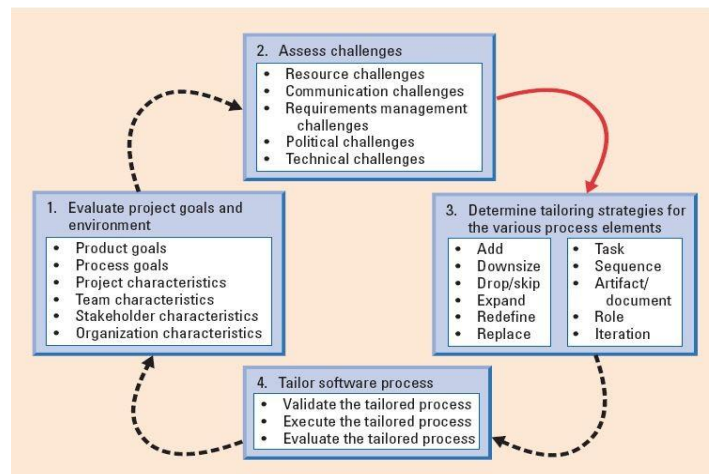 2. Assess challenges
• Resource challenges
• Communication challenges
• Requirements management
challenges
• Political challenges
• Technical challenges
1. Evaluate project goals and
environment
• Product goals
• Process goals
• Project characteristics
• Team characteristics
• Stakeholder characteristics
• Organization characteristics
3. Determine tailoring strategies for
the various process elements
• Add
• Downsize
• Drop/skip
• Expand
• Redefine
• Replace
• Task
• Sequence
• Artifact/
document
• Role
• Iteration
4. Tailor software process
• Validate the tailored process
• Execute the tailored process
• Evaluate the tailored process